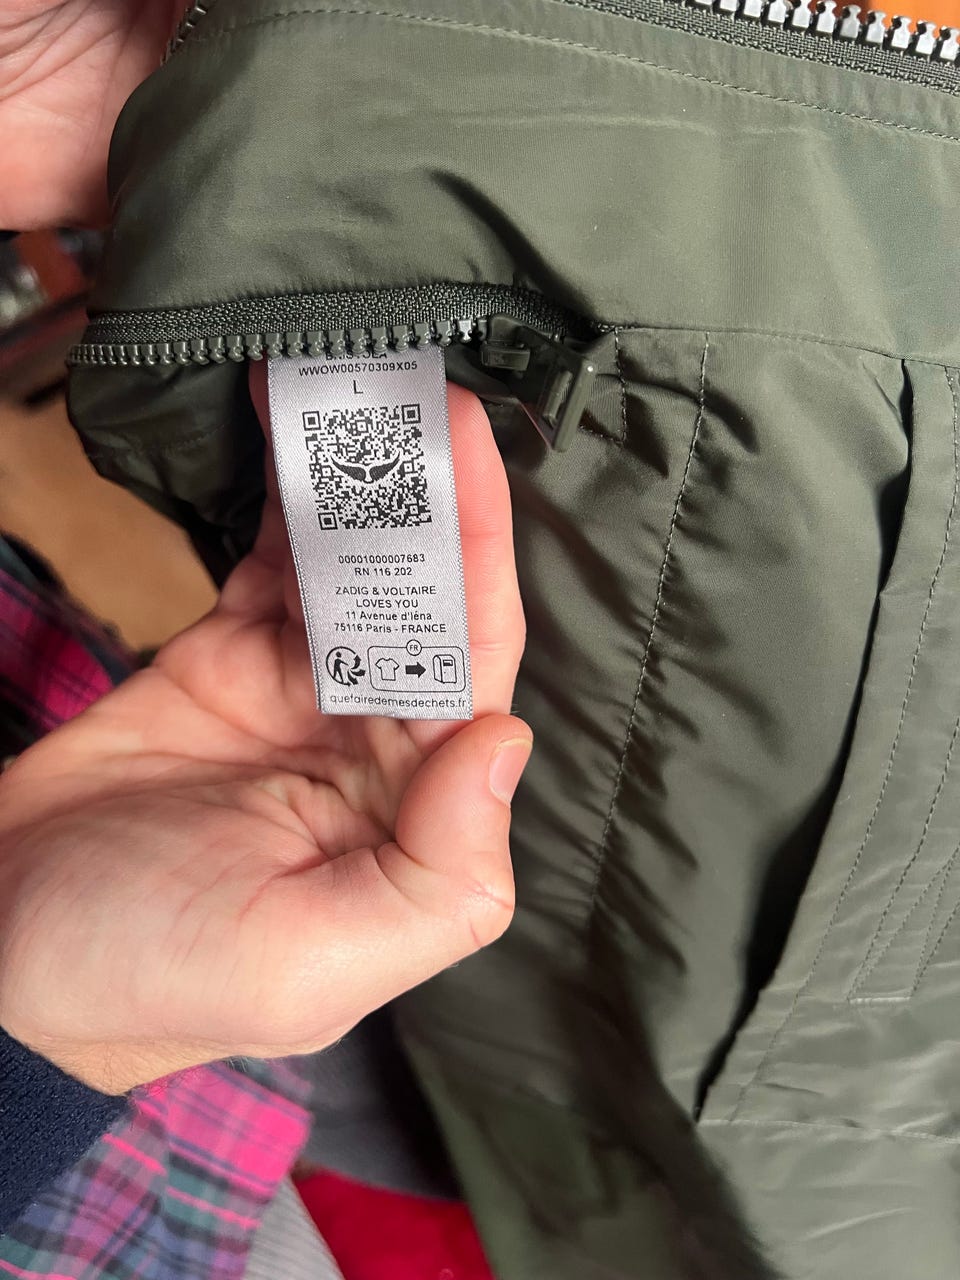 WWOW00570309X05
L
00001000007683
RN 116 202
ZADIG & VOLTAIRE
LOVES YOU
11 Avenue d'Iéna
75116 Paris - FRANCE
FR
quefairedemesdechets.fr